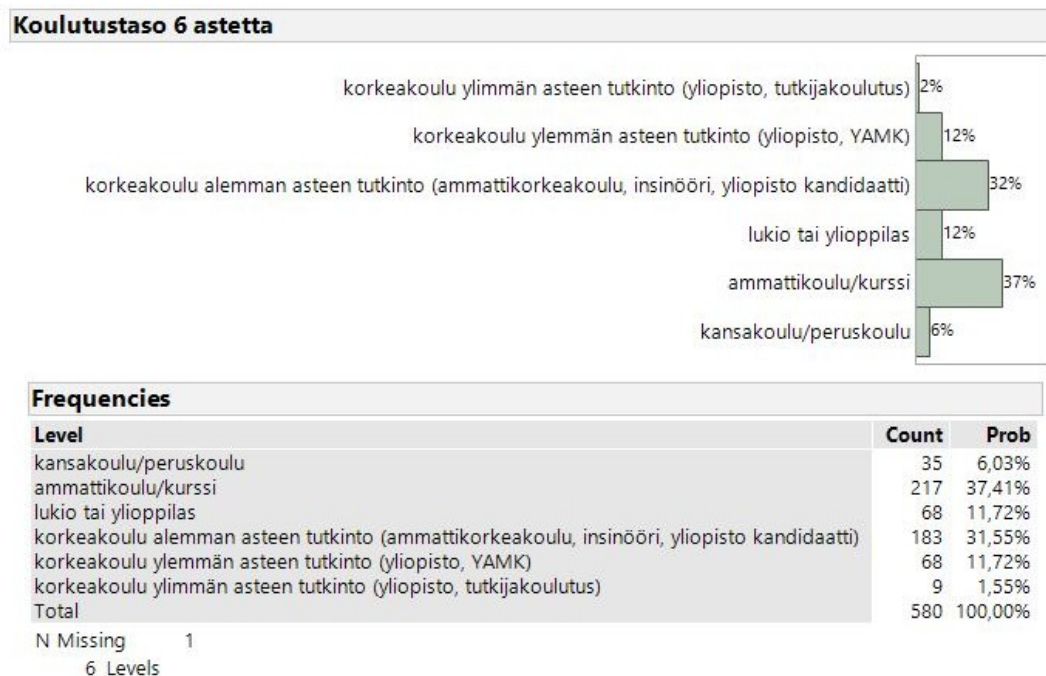 Koulutustaso 6 astetta
korkeakoulu ylimmän asteen tutkinto (yliopisto, tutkijakoulutus) 2%
korkeakoulu ylemmän asteen tutkinto (yliopisto, YAMK) 12%
korkeakoulu alemman asteen tutkinto (ammattikorkeakoulu, insinööri, yliopisto kandidaatti) 32%
lukio tai ylioppilas 12%
ammattikoulu/kurssi 37%
kansakoulu/peruskoulu 6%
Frequencies
Level Count Prob
kansakoulu/peruskoulu 35 6,03%
ammattikoulu/kurssi 217 37,41%
lukio tai ylioppilas 68 11,72%
korkeakoulu alemman asteen tutkinto (ammattikorkeakoulu, insinööri, yliopisto kandidaatti) 183 31,55%
korkeakoulu ylemmän asteen tutkinto (yliopisto, YAMK) 68 11,72%
korkeakoulu ylimmän asteen tutkinto (yliopisto, tutkijakoulutus) 9 1,55%
Total 580 100,00%
N Missing 1
6 Levels